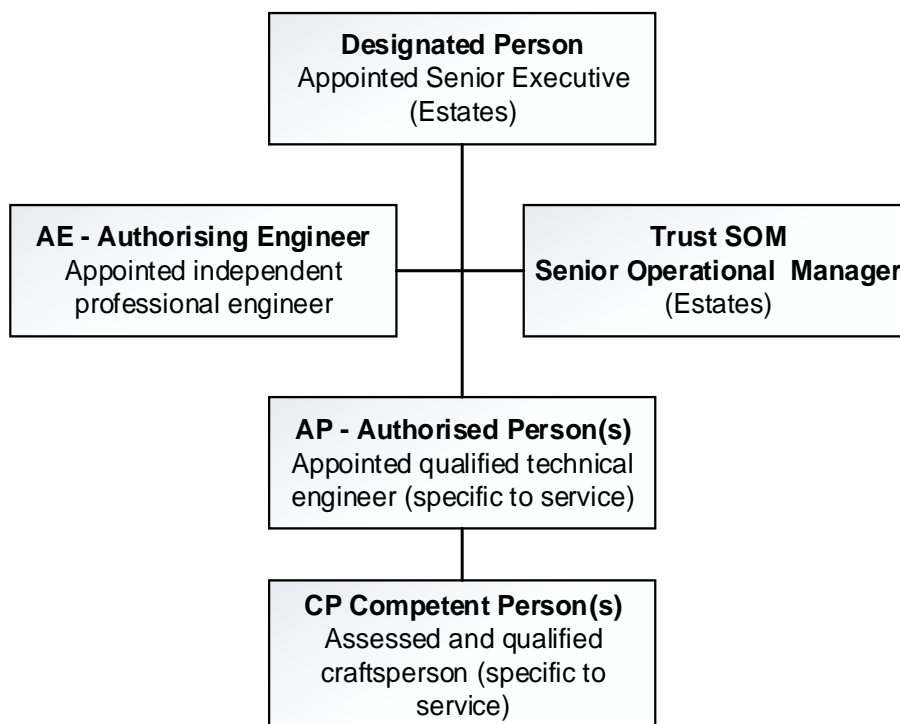 Designated Person
Appointed Senior Executive
(Estates)
AE - Authorising Engineer
Appointed independent
professional engineer
Trust SOM
Senior Operational  Manager
(Estates)
AP - Authorised Person(s)
Appointed qualified technical
engineer (specific to service)
CP Competent Person(s)
Assessed and qualified
craftsperson (specific to
service)